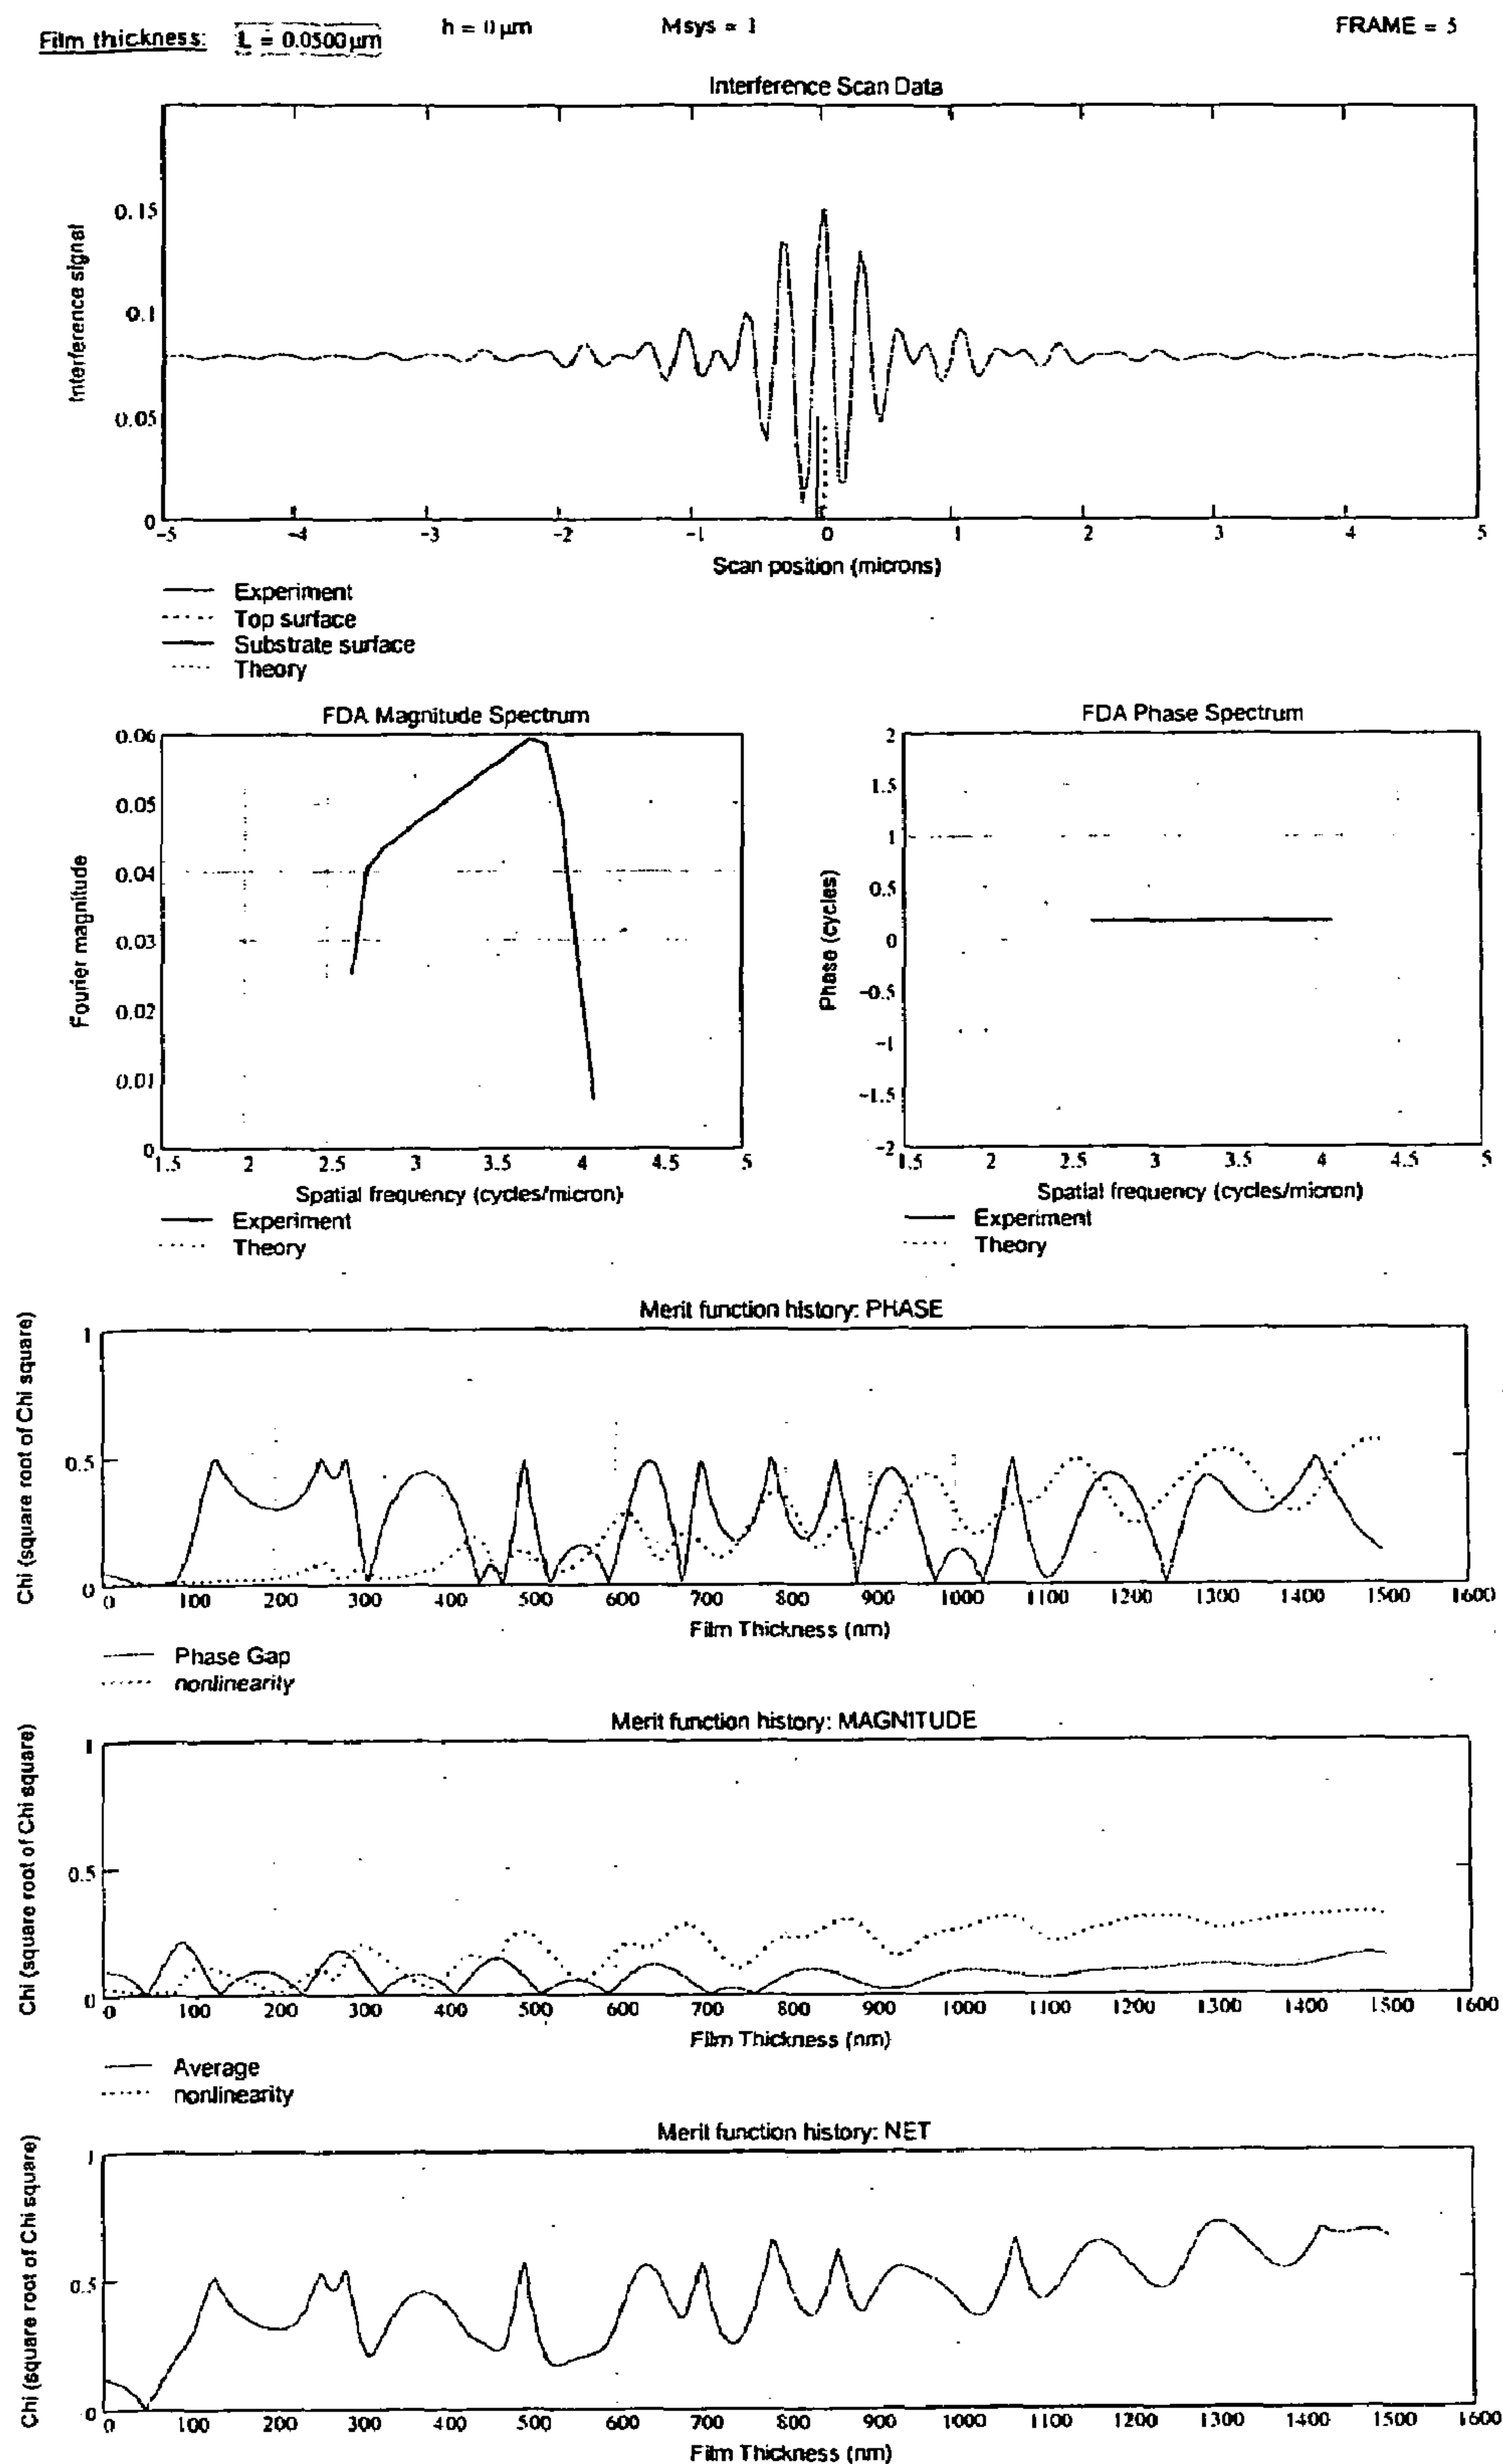 Film thickness: L = 0.0500 μm h = 0 μm Msys = 1 FRAME = 5
Interference Scan Data
Interference signal
0.15
0.1
0.05
0
-5 -4 -3 -2 -1 0 1 2 3 4 5
Scan position (microns)
Experiment
Top surface
Substrate surface
Theory
FDA Magnitude Spectrum
Fourier magnitude
0.06
0.05
0.04
0.03
0.02
0.01
0
1.5 2 2.5 3 3.5 4 4.5 5
Spatial frequency (cycles/micron)
Experiment
Theory
FDA Phase Spectrum
Phase (cycles)
2
1.5
1
0.5
0
-0.5
-1
-1.5
-2
1.5 2 2.5 3 3.5 4 4.5 5
Spatial frequency (cycles/micron)
Experiment
Theory
Merit function history: PHASE
Chi (square root of Chi square)
1
0.5
0
0 100 200 300 400 500 600 700 800 900 1000 1100 1200 1300 1400 1500 1600
Film Thickness (nm)
Phase Gap
nonlinearity
Merit function history: MAGNITUDE
Chi (square root of Chi square)
1
0.5
0
0 100 200 300 400 500 600 700 800 900 1000 1100 1200 1300 1400 1500 1600
Film Thickness (nm)
Average
nonlinearity
Merit function history: NET
Chi (square root of Chi square)
1
0.5
0
0 100 200 300 400 500 600 700 800 900 1000 1100 1200 1300 1400 1500 1600
Film Thickness (nm)